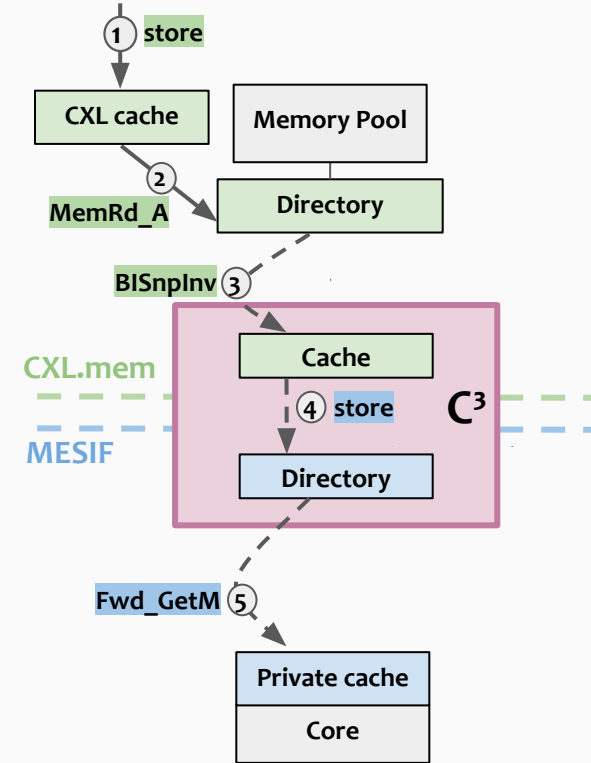 1 store
CXL cache
Memory Pool
2
MemRd_A
Directory
BISnpInv 3
Cache
CXL.mem
4 store
C³
MESIF
Directory
Fwd_GetM 5
Private cache
Core